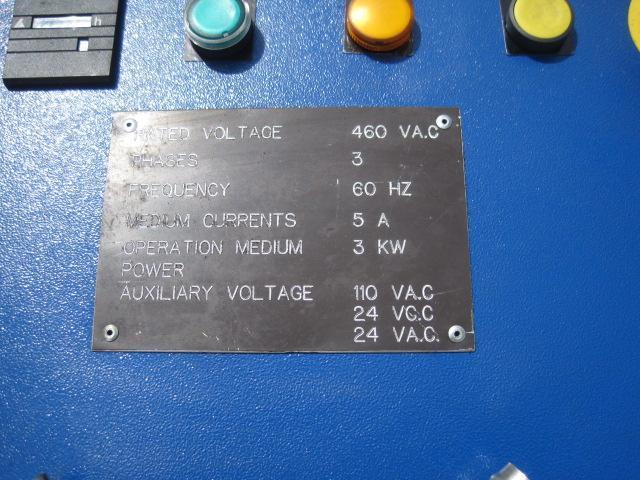 h
RATED VOLTAGE 460 VA.C
PHASES 3
FREQUENCY 60 HZ
MEDIUM CURRENTS 5 A
OPERATION MEDIUM 3 KW
POWER
AUXILIARY VOLTAGE 110 VA.C
24 VG.C
24 VA.C.